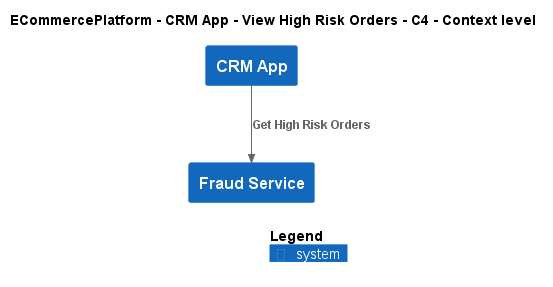 ECommercePlatform - CRM App - View High Risk Orders - C4 - Context level
CRM App
Get High Risk Orders
Fraud Service
Legend
system